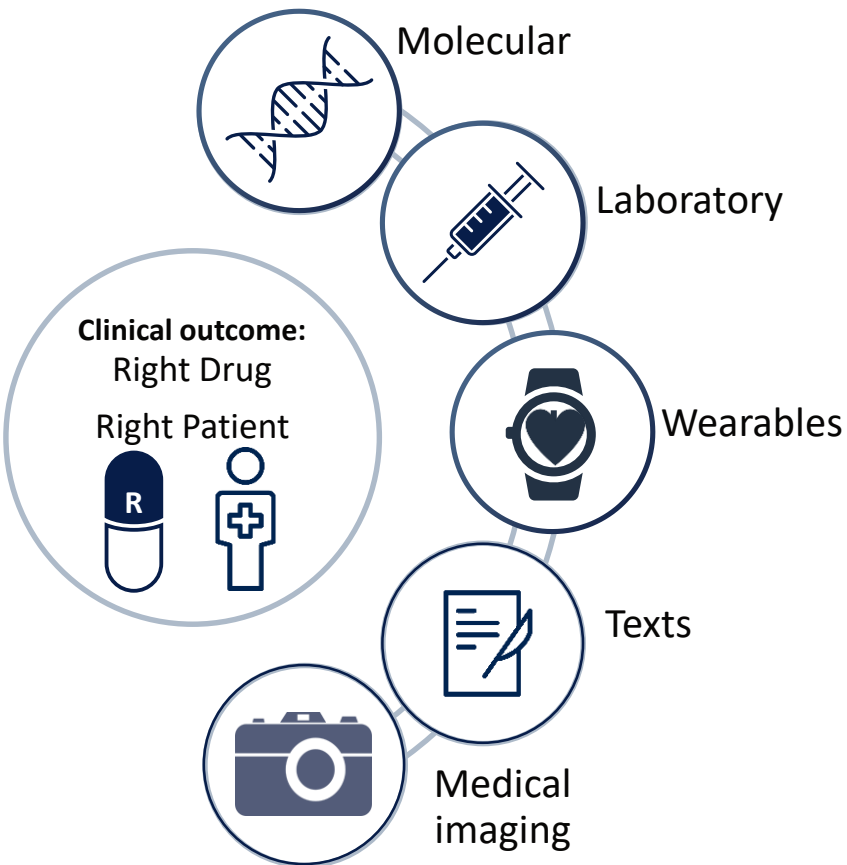 Molecular
Laboratory
Clinical outcome:
Right Drug
Right Patient
R
Wearables
Texts
Medical
imaging